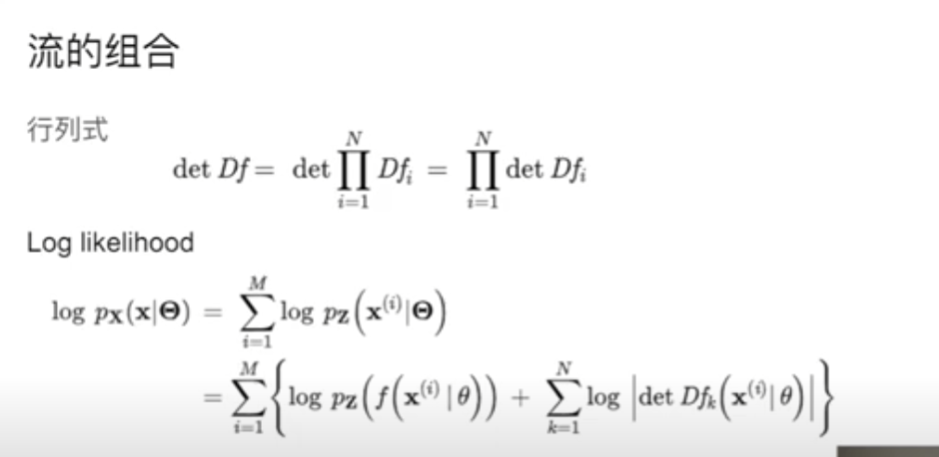 流的组合
行列式
det Df = det ∏_{i=1}^{N} Df_i = ∏_{i=1}^{N} det Df_i
Log likelihood
log p_X(x|Θ) = ∑_{i=1}^{M} log p_Z(x^{(i)}|Θ)
= ∑_{i=1}^{M} { log p_Z(f(x^{(i)}|θ)) + ∑_{k=1}^{N} log |det Df_k(x^{(i)}|θ)| }